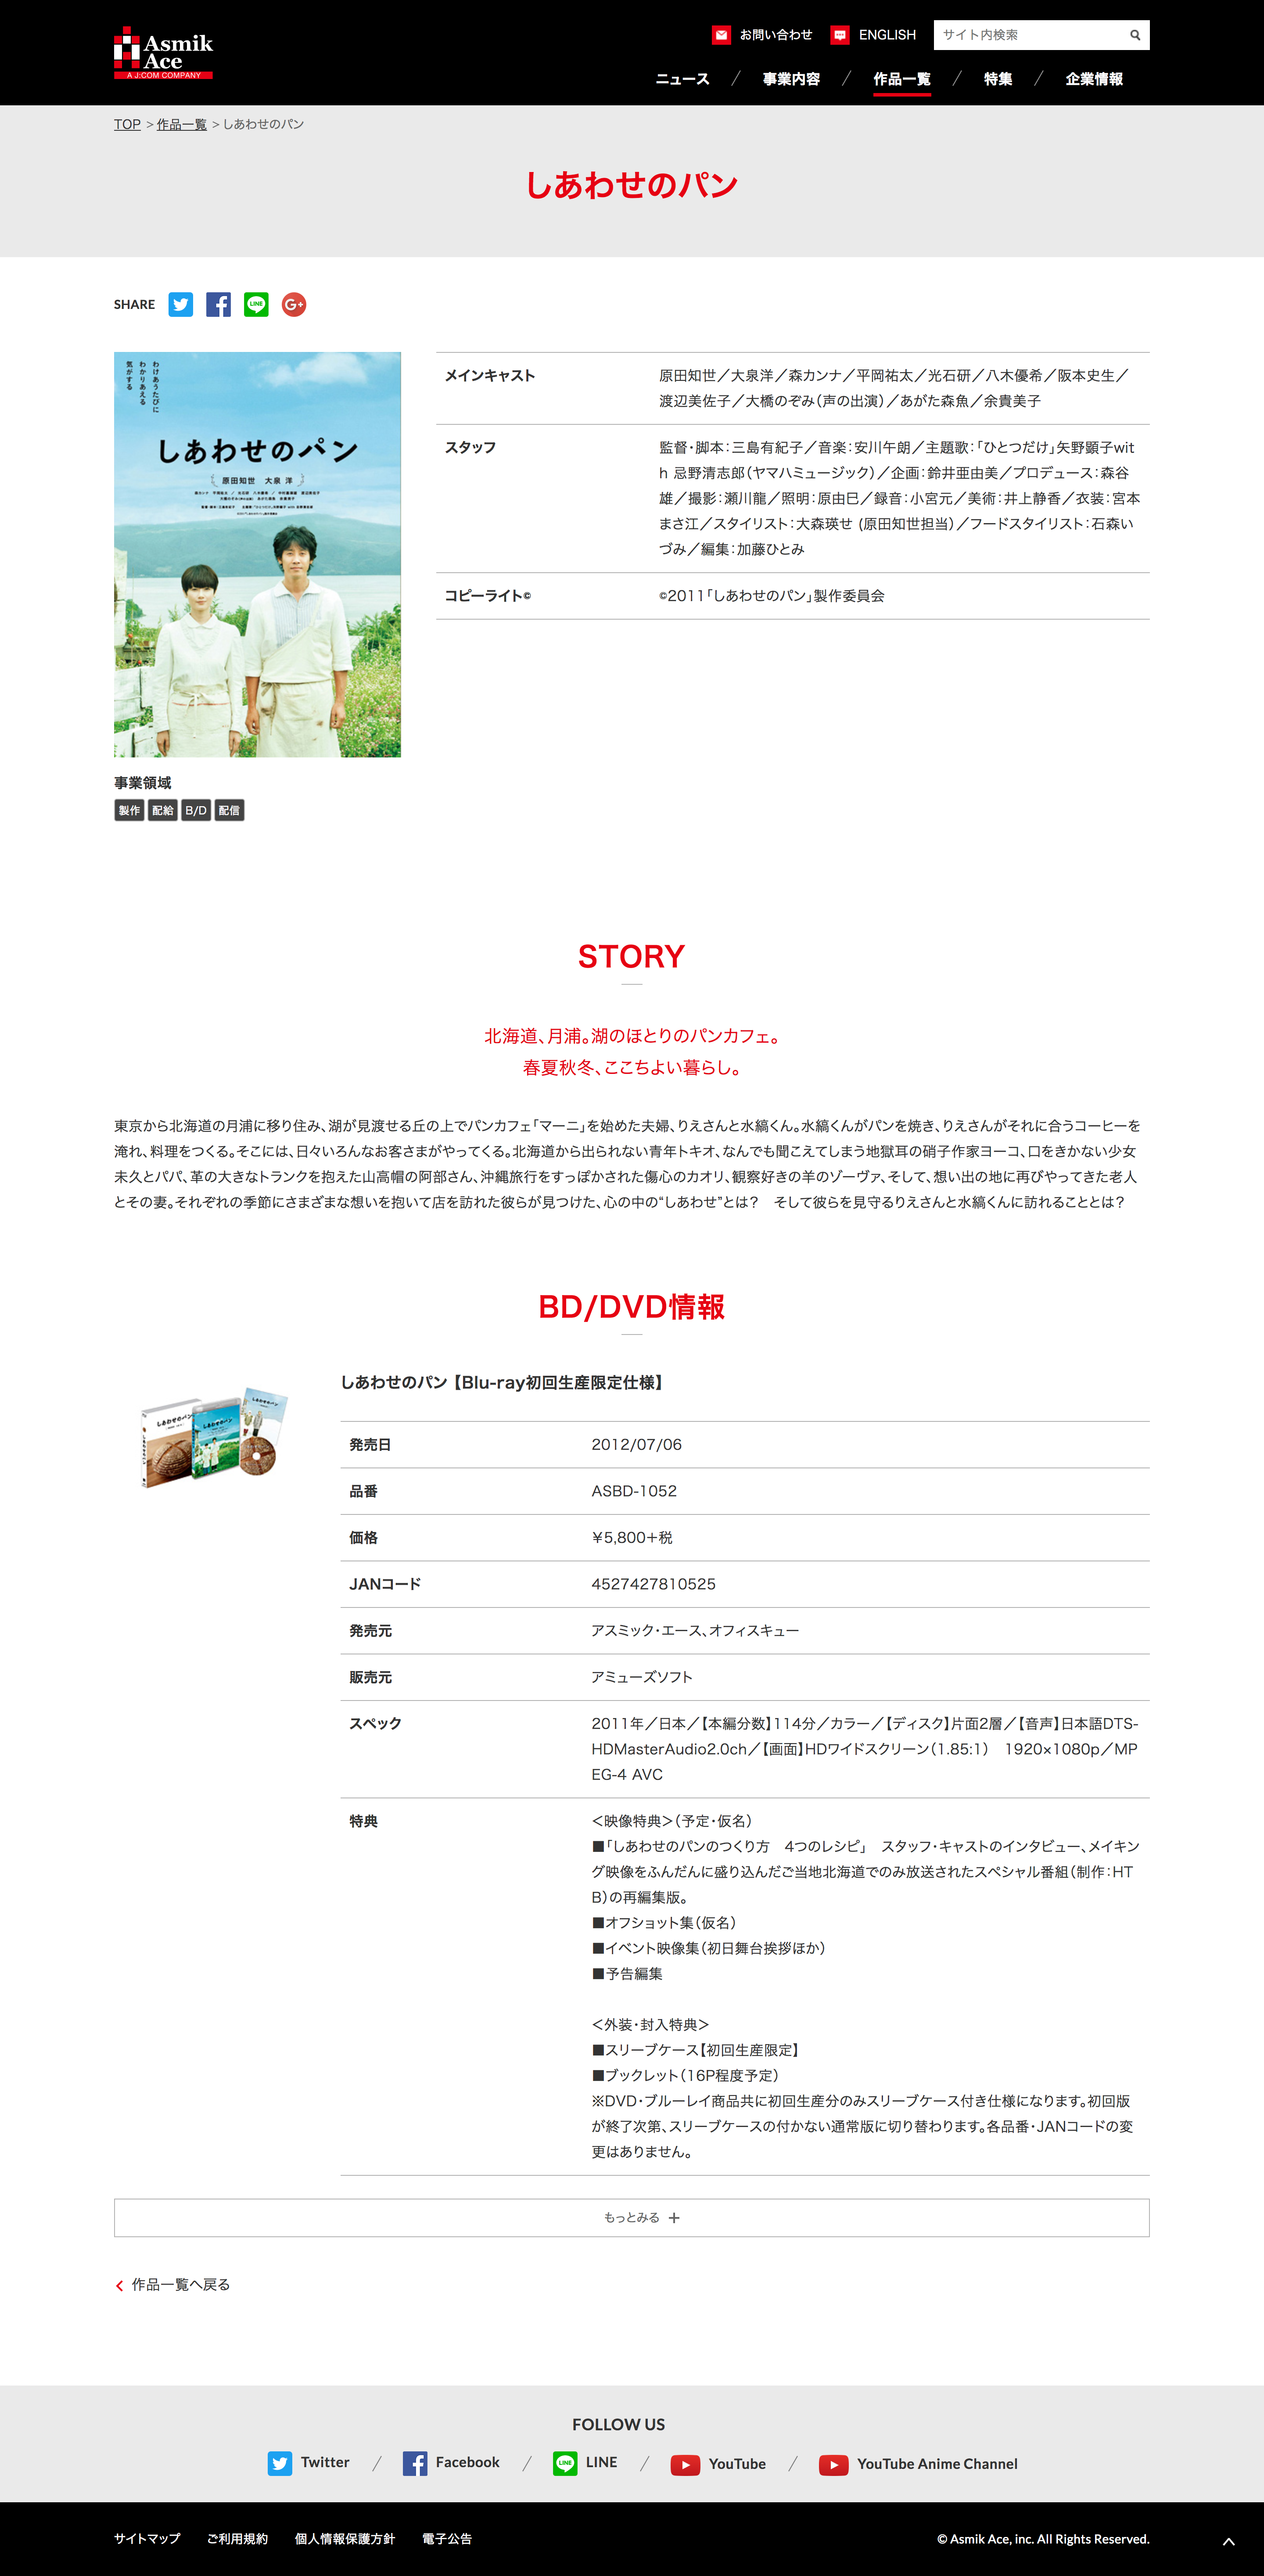 Asmik
Ace
A J:COM COMPANY
お問い合わせ
ENGLISH
サイト内検索
ニュース ／ 事業内容 ／ 作品一覧 ／ 特集 ／ 企業情報
TOP > 作品一覧 > しあわせのパン
しあわせのパン
SHARE
わけあうたびに
わかりあえる
気がする
しあわせのパン
原田知世 大泉 洋
事業領域
製作 配給 B/D 配信
メインキャスト
原田知世／大泉洋／森カンナ／平岡祐太／光石研／八木優希／阪本史生／
渡辺美佐子／大橋のぞみ（声の出演）／あがた森魚／余貴美子
スタッフ
監督・脚本：三島有紀子／音楽：安川午朗／主題歌：「ひとつだけ」矢野顕子wit
h 忌野清志郎（ヤマハミュージック）／企画：鈴井亜由美／プロデュース：森谷
雄／撮影：瀬川龍／照明：原由巳／録音：小宮元／美術：井上静香／衣装：宮本
まさ江／スタイリスト：大森瑛せ (原田知世担当)／フードスタイリスト：石森い
づみ／編集：加藤ひとみ
コピーライト©
©2011「しあわせのパン」製作委員会
STORY
北海道、月浦。湖のほとりのパンカフェ。
春夏秋冬、ここちよい暮らし。
東京から北海道の月浦に移り住み、湖が見渡せる丘の上でパンカフェ「マーニ」を始めた夫婦、りえさんと水縞くん。水縞くんがパンを焼き、りえさんがそれに合うコーヒーを
淹れ、料理をつくる。そこには、日々いろんなお客さまがやってくる。北海道から出られない青年トキオ、なんでも聞こえてしまう地獄耳の硝子作家ヨーコ、口をきかない少女
未久とパパ、革の大きなトランクを抱えた山高帽の阿部さん、沖縄旅行をすっぽかされた傷心のカオリ、観察好きの羊のゾーヴァ、そして、想い出の地に再びやってきた老人
とその妻。それぞれの季節にさまざまな想いを抱いて店を訪れた彼らが見つけた、心の中の“しあわせ”とは？　そして彼らを見守るりえさんと水縞くんに訪れることとは？
BD/DVD情報
しあわせのパン 【Blu-ray初回生産限定仕様】
発売日
2012/07/06
品番
ASBD-1052
価格
￥5,800＋税
JANコード
4527427810525
発売元
アスミック・エース、オフィスキュー
販売元
アミューズソフト
スペック
2011年／日本／【本編分数】114分／カラー／【ディスク】片面2層／【音声】日本語DTS-
HDMasterAudio2.0ch／【画面】HDワイドスクリーン（1.85:1）　1920×1080p／MP
EG-4 AVC
特典
＜映像特典＞（予定・仮名）
■「しあわせのパンのつくり方　4つのレシピ」　スタッフ・キャストのインタビュー、メイキン
グ映像をふんだんに盛り込んだご当地北海道でのみ放送されたスペシャル番組（制作：HT
B）の再編集版。
■オフショット集（仮名）
■イベント映像集（初日舞台挨拶ほか）
■予告編集
＜外装・封入特典＞
■スリーブケース【初回生産限定】
■ブックレット（16P程度予定）
※DVD・ブルーレイ商品共に初回生産分のみスリーブケース付き仕様になります。初回版
が終了次第、スリーブケースの付かない通常版に切り替わります。各品番・JANコードの変
更はありません。
もっとみる
作品一覧へ戻る
FOLLOW US
Twitter ／ Facebook ／ LINE ／ YouTube ／ YouTube Anime Channel
サイトマップ ご利用規約 個人情報保護方針 電子公告
© Asmik Ace, inc. All Rights Reserved.